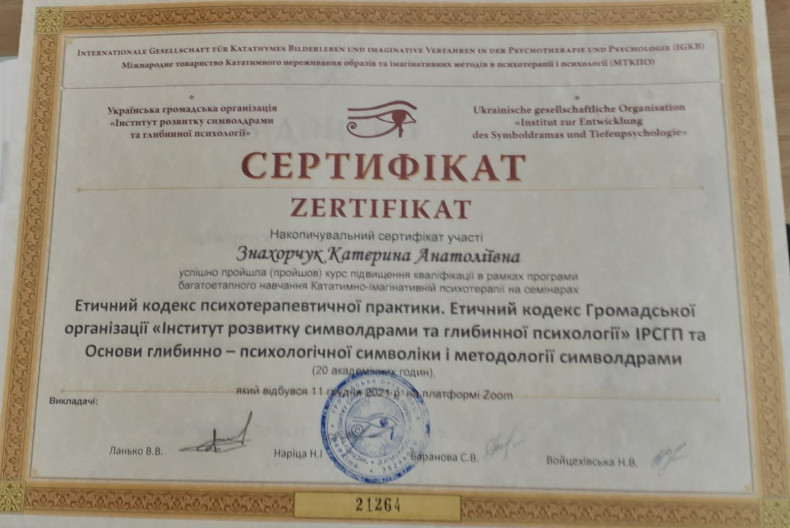 INTERNATIONALE GESELLSCHAFT FÜR KATATHYMES BILDERLEBEN UND IMAGINATIVE VERFAHREN IN DER PSYCHOTHERAPIE UND PSYCHOLOGIE (IGKB)
Міжнародне товариство Кататимного переживання образів та імагінативних методів в психотерапії і психології (МТКПО)
Українська громадська організація
«Інститут розвитку символдрами
та глибинної психології»
Ukrainische gesellschaftliche Organisation
«Institut zur Entwicklung
des Symboldramas und Tiefenpsychologie»
СЕРТИФІКАТ
ZERTIFIKAT
Накопичувальний сертифікат участі
Знахорчук Катерина Анатоліївна
успішно пройшла (пройшов) курс підвищення кваліфікації в рамках програми
багатоетапного навчання Кататимно-імагінативній психотерапії на семінарах
Етичний кодекс психотерапевтичної практики. Етичний кодекс Громадської
організації «Інститут розвитку символдрами та глибинної психології» ІРСГП та
Основи глибинно – психологічної символіки і методології символдрами
(20 академічних годин),
який відбувся 11 грудня 2021 р. на платформі Zoom
Викладачі:
Ланько В.В.
Наріца Н.І
Баранова С.В.
Войцехівська Н.В.
21264